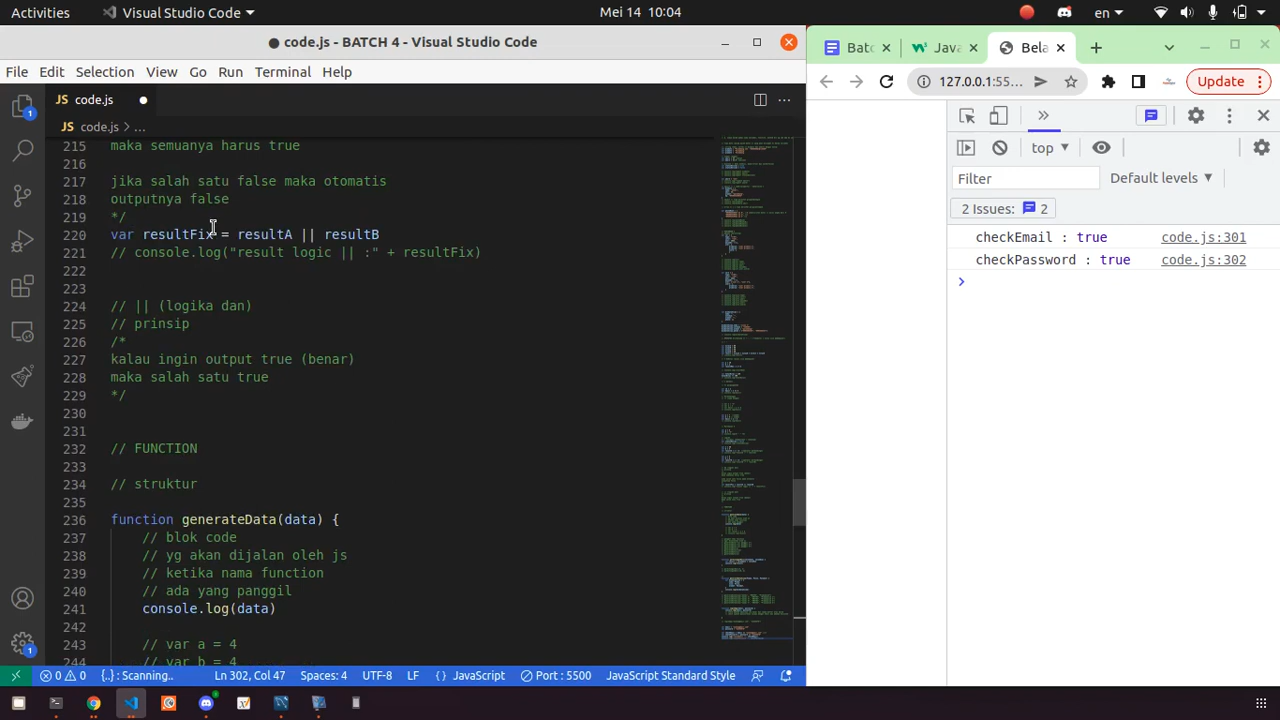 Activities
Visual Studio Code
Mei 14 10:04
en
● code.js - BATCH 4 - Visual Studio Code
File Edit Selection View Go Run Terminal Help
JS code.js ●
JS code.js > ...
215 maka semuanya harus true
216
217 jika salah satu false maka otomatis
218 outputnya false
219 */
220 var resultFix = resultA || resultB
221 // console.log("result logic || :" + resultFix)
222
223
224 // || (logika dan)
225 // prinsip
226 /*
227 kalau ingin output true (benar)
228 maka salah satu true
229 */
230
231
232 // FUNCTION
233
234 // struktur
235
236 function generateData(data) {
237 // blok code
238 // yg akan dijalan oleh js
239 // ketika nama function
240 // ada yang panggil
241 console.log(data)
242
243 // var a = 4
244 // var b = 4
1
1
0 0 {..}: Scanning.. Ln 302, Col 47 Spaces: 4 UTF-8 LF {} JavaScript Port : 5500 JavaScript Standard Style
Batc
Java
Bela
127.0.0.1:55...
Update
top
Filter
Default levels
2 Issues: 2
checkEmail : true code.js:301
checkPassword : true code.js:302